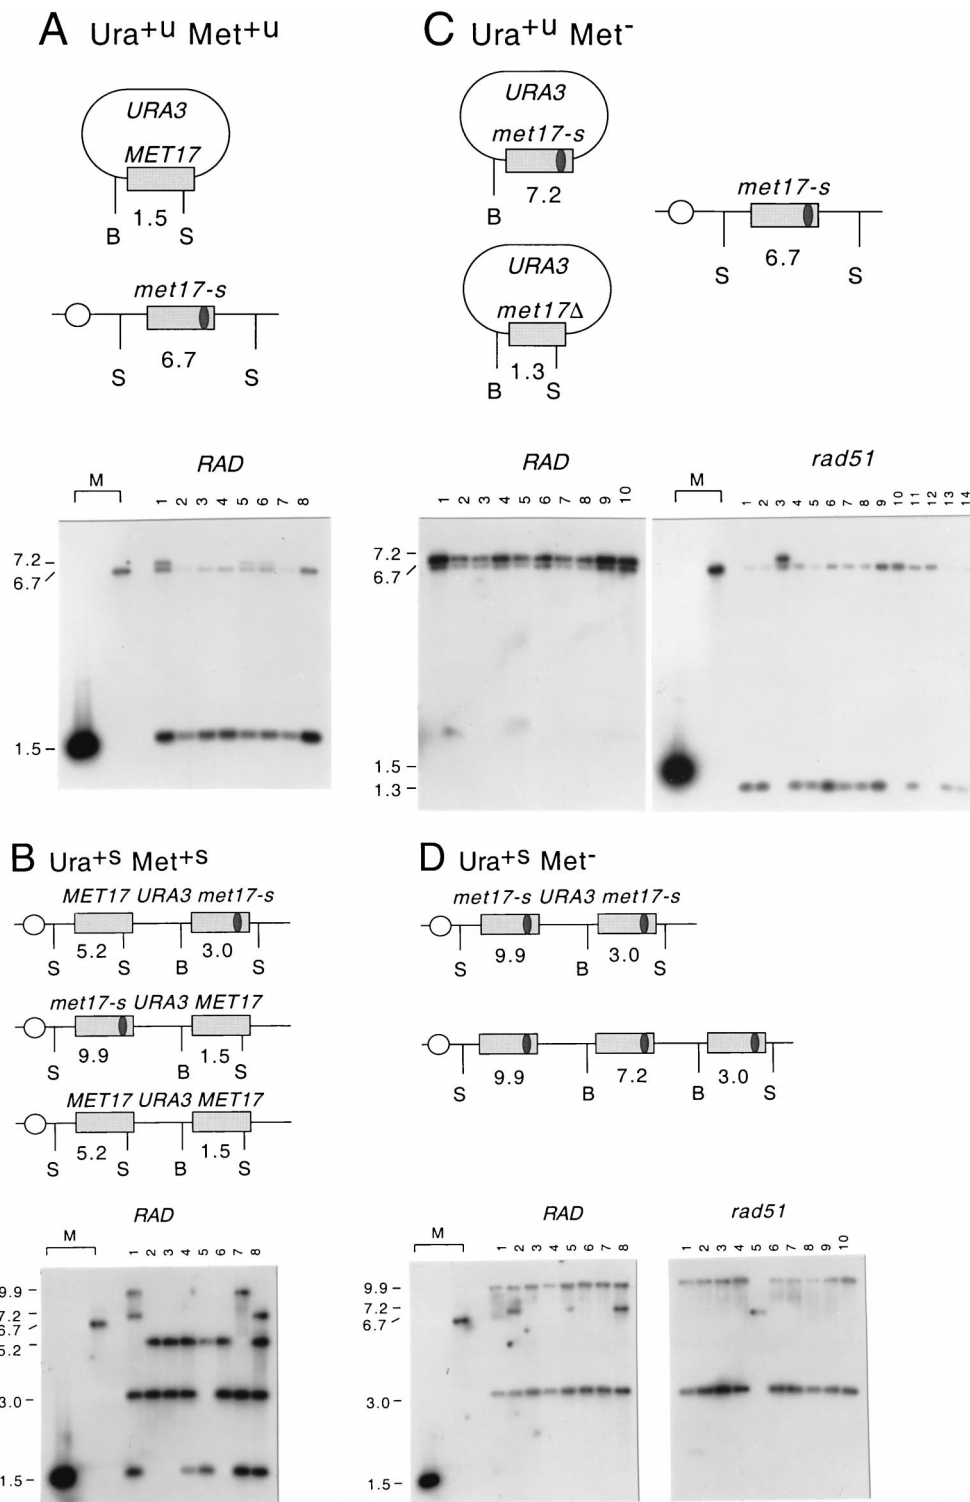 A Ura+u Met+u
URA3
MET17
1.5
B S
met17-s
6.7
S S
M
RAD
1 2 3 4 5 6 7 8
7.2
6.7
1.5
C Ura+u Met-
URA3
met17-s
7.2
B
met17-s
6.7
S S
URA3
met17Δ
1.3
B S
RAD
1 2 3 4 5 6 7 8 9 10
M
rad51
1 2 3 4 5 6 7 8 9 10 11 12 13 14
7.2
6.7
1.5
1.3
B Ura+s Met+s
MET17 URA3 met17-s
5.2 3.0
S S B S
met17-s URA3 MET17
9.9 1.5
S B S
MET17 URA3 MET17
5.2 1.5
S S B S
M
RAD
1 2 3 4 5 6 7 8
9.9
7.2
6.7
5.2
3.0
1.5
D Ura+s Met-
met17-s URA3 met17-s
9.9 3.0
S B S
9.9 7.2 3.0
S B B S
M
RAD
1 2 3 4 5 6 7 8
rad51
1 2 3 4 5 6 7 8 9 10
9.9
7.2
6.7
3.0
1.5